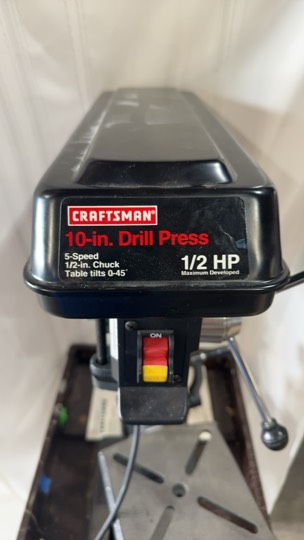 CRAFTSMAN®
10-in. Drill Press
5-Speed
1/2-in. Chuck
Table tilts 0-45°
1/2 HP
Maximum Developed
ON